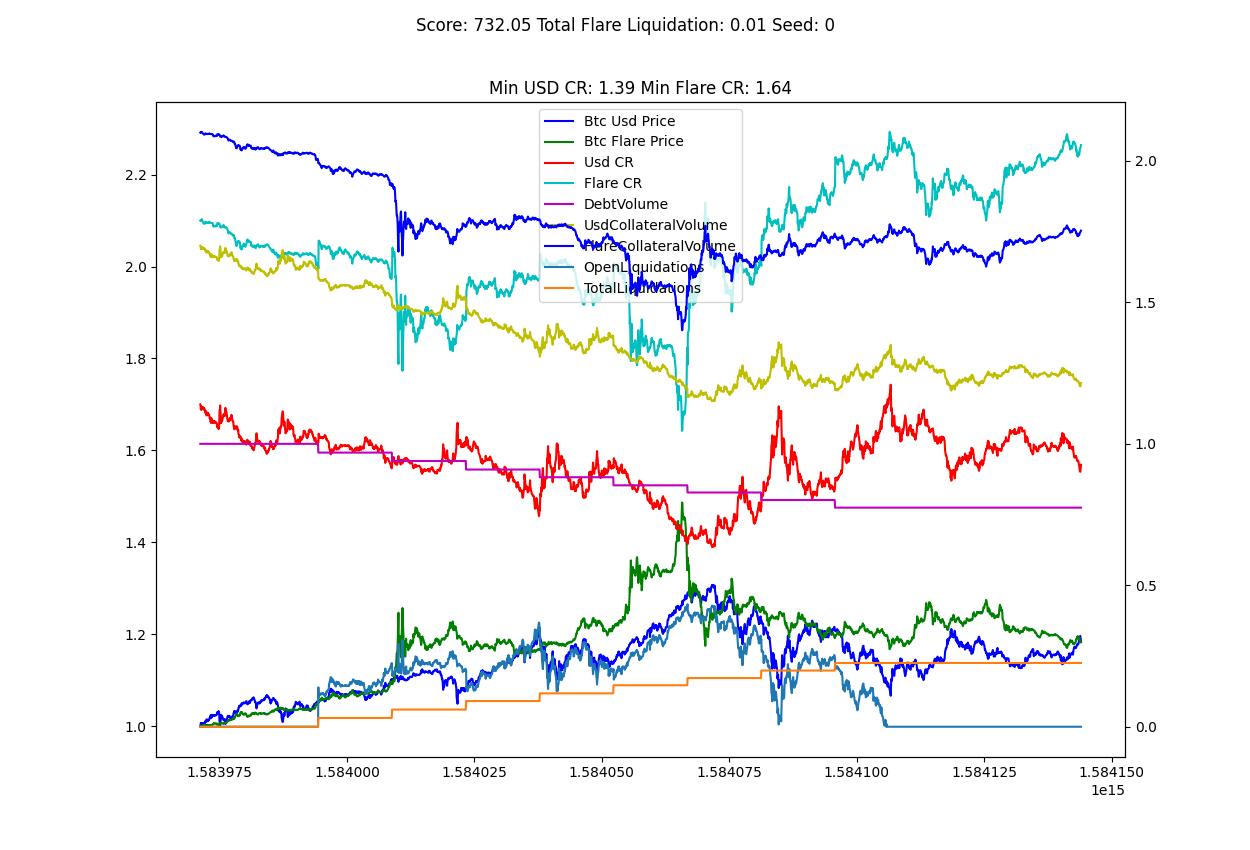 Score: 732.05 Total Flare Liquidation: 0.01 Seed: 0
Min USD CR: 1.39 Min Flare CR: 1.64
Btc Usd Price
Btc Flare Price
Usd CR
Flare CR
DebtVolume
UsdCollateralVolume
FlareCollateralVolume
OpenLiquidations
TotalLiquidations
2.2
2.0
1.8
1.6
1.4
1.2
1.0
2.0
1.5
1.0
0.5
0.0
1.583975
1.584000
1.584025
1.584050
1.584075
1.584100
1.584125
1.584150
1e15